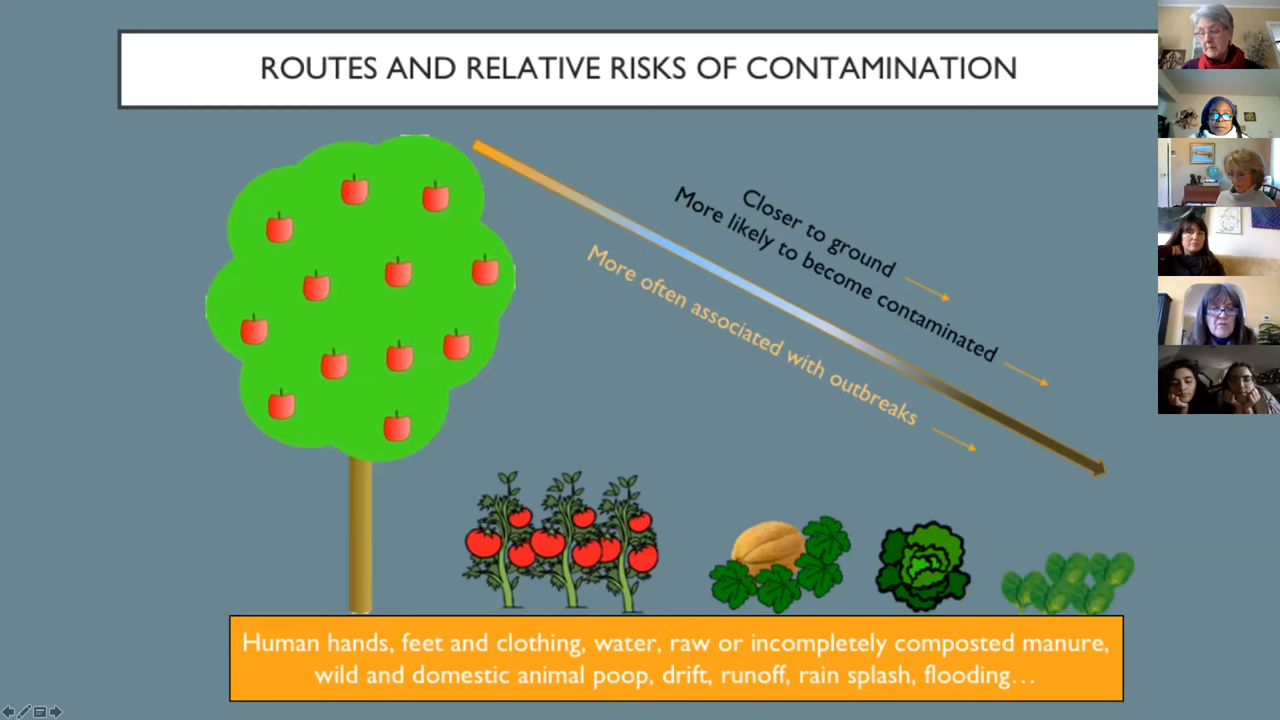 ROUTES AND RELATIVE RISKS OF CONTAMINATION
Closer to ground
More likely to become contaminated
More often associated with outbreaks
Human hands, feet and clothing, water, raw or incompletely composted manure,
wild and domestic animal poop, drift, runoff, rain splash, flooding…